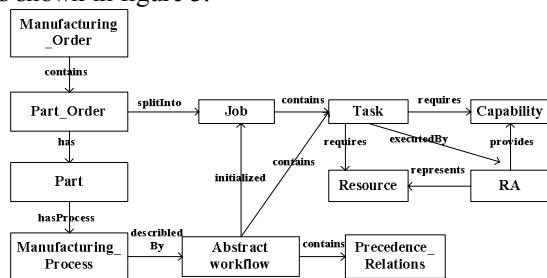 s shown in figure 3.
Manufacturing
_Order
contains
Part_Order
splitInto
Job
contains
Task
requires
Capability
has
contains
requires
executedBy
provides
Part
initialized
Resource
represents
RA
hasProcess
Manufacturing_
Process
describled
By
Abstract
workflow
contains
Precedence_
Relations